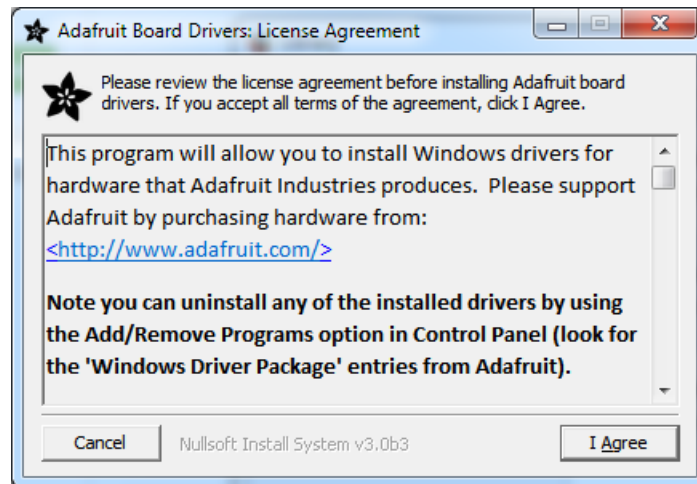 Adafruit Board Drivers: License Agreement
Please review the license agreement before installing Adafruit board
drivers. If you accept all terms of the agreement, click I Agree.
This program will allow you to install Windows drivers for
hardware that Adafruit Industries produces.  Please support
Adafruit by purchasing hardware from:
<http://www.adafruit.com/>
Note you can uninstall any of the installed drivers by using
the Add/Remove Programs option in Control Panel (look for
the 'Windows Driver Package' entries from Adafruit).
Cancel
Nullsoft Install System v3.0b3
I Agree